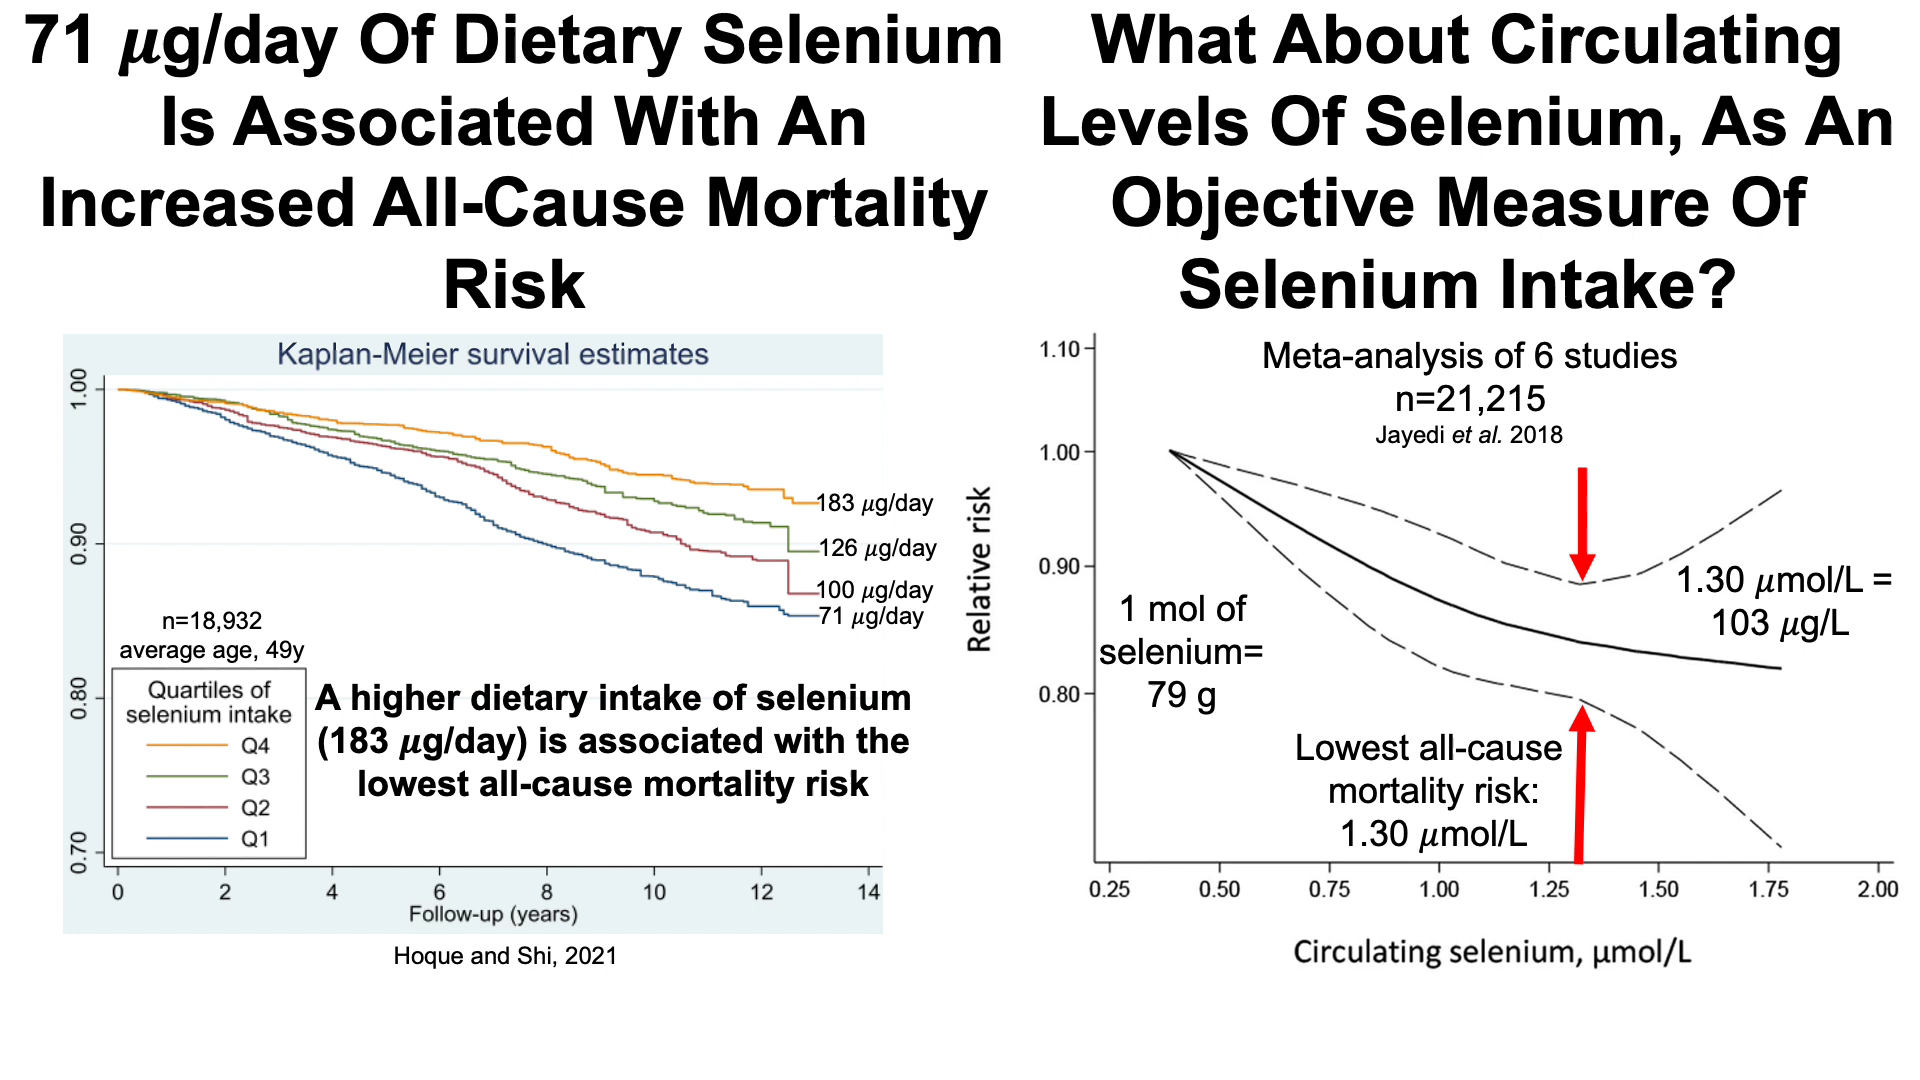 71 μg/day Of Dietary Selenium
Is Associated With An
Increased All-Cause Mortality
Risk
Kaplan-Meier survival estimates
1.00
0.90
0.80
0.70
183 μg/day
126 μg/day
100 μg/day
71 μg/day
n=18,932
average age, 49y
Quartiles of
selenium intake
Q4
Q3
Q2
Q1
A higher dietary intake of selenium
(183 μg/day) is associated with the
lowest all-cause mortality risk
0 2 4 6 8 10 12 14
Follow-up (years)
Hoque and Shi, 2021
What About Circulating
Levels Of Selenium, As An
Objective Measure Of
Selenium Intake?
Meta-analysis of 6 studies
n=21,215
Jayedi et al. 2018
1.10
1.00
0.90
0.80
Relative risk
1 mol of
selenium=
79 g
1.30 μmol/L =
103 μg/L
Lowest all-cause
mortality risk:
1.30 μmol/L
0.25 0.50 0.75 1.00 1.25 1.50 1.75 2.00
Circulating selenium, μmol/L